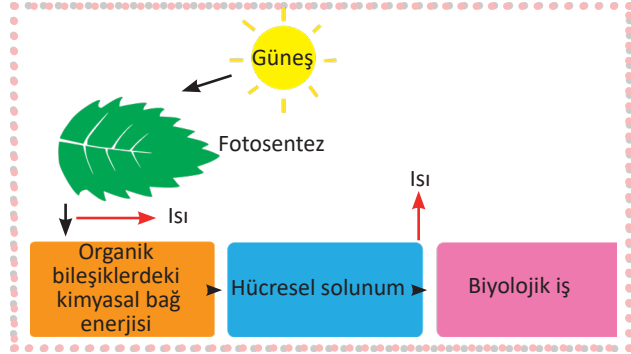 Güneş
Fotosentez
Isı
Isı
Organik
bileşiklerdeki
kimyasal bağ
enerjisi
Hücresel solunum
Biyolojik iş